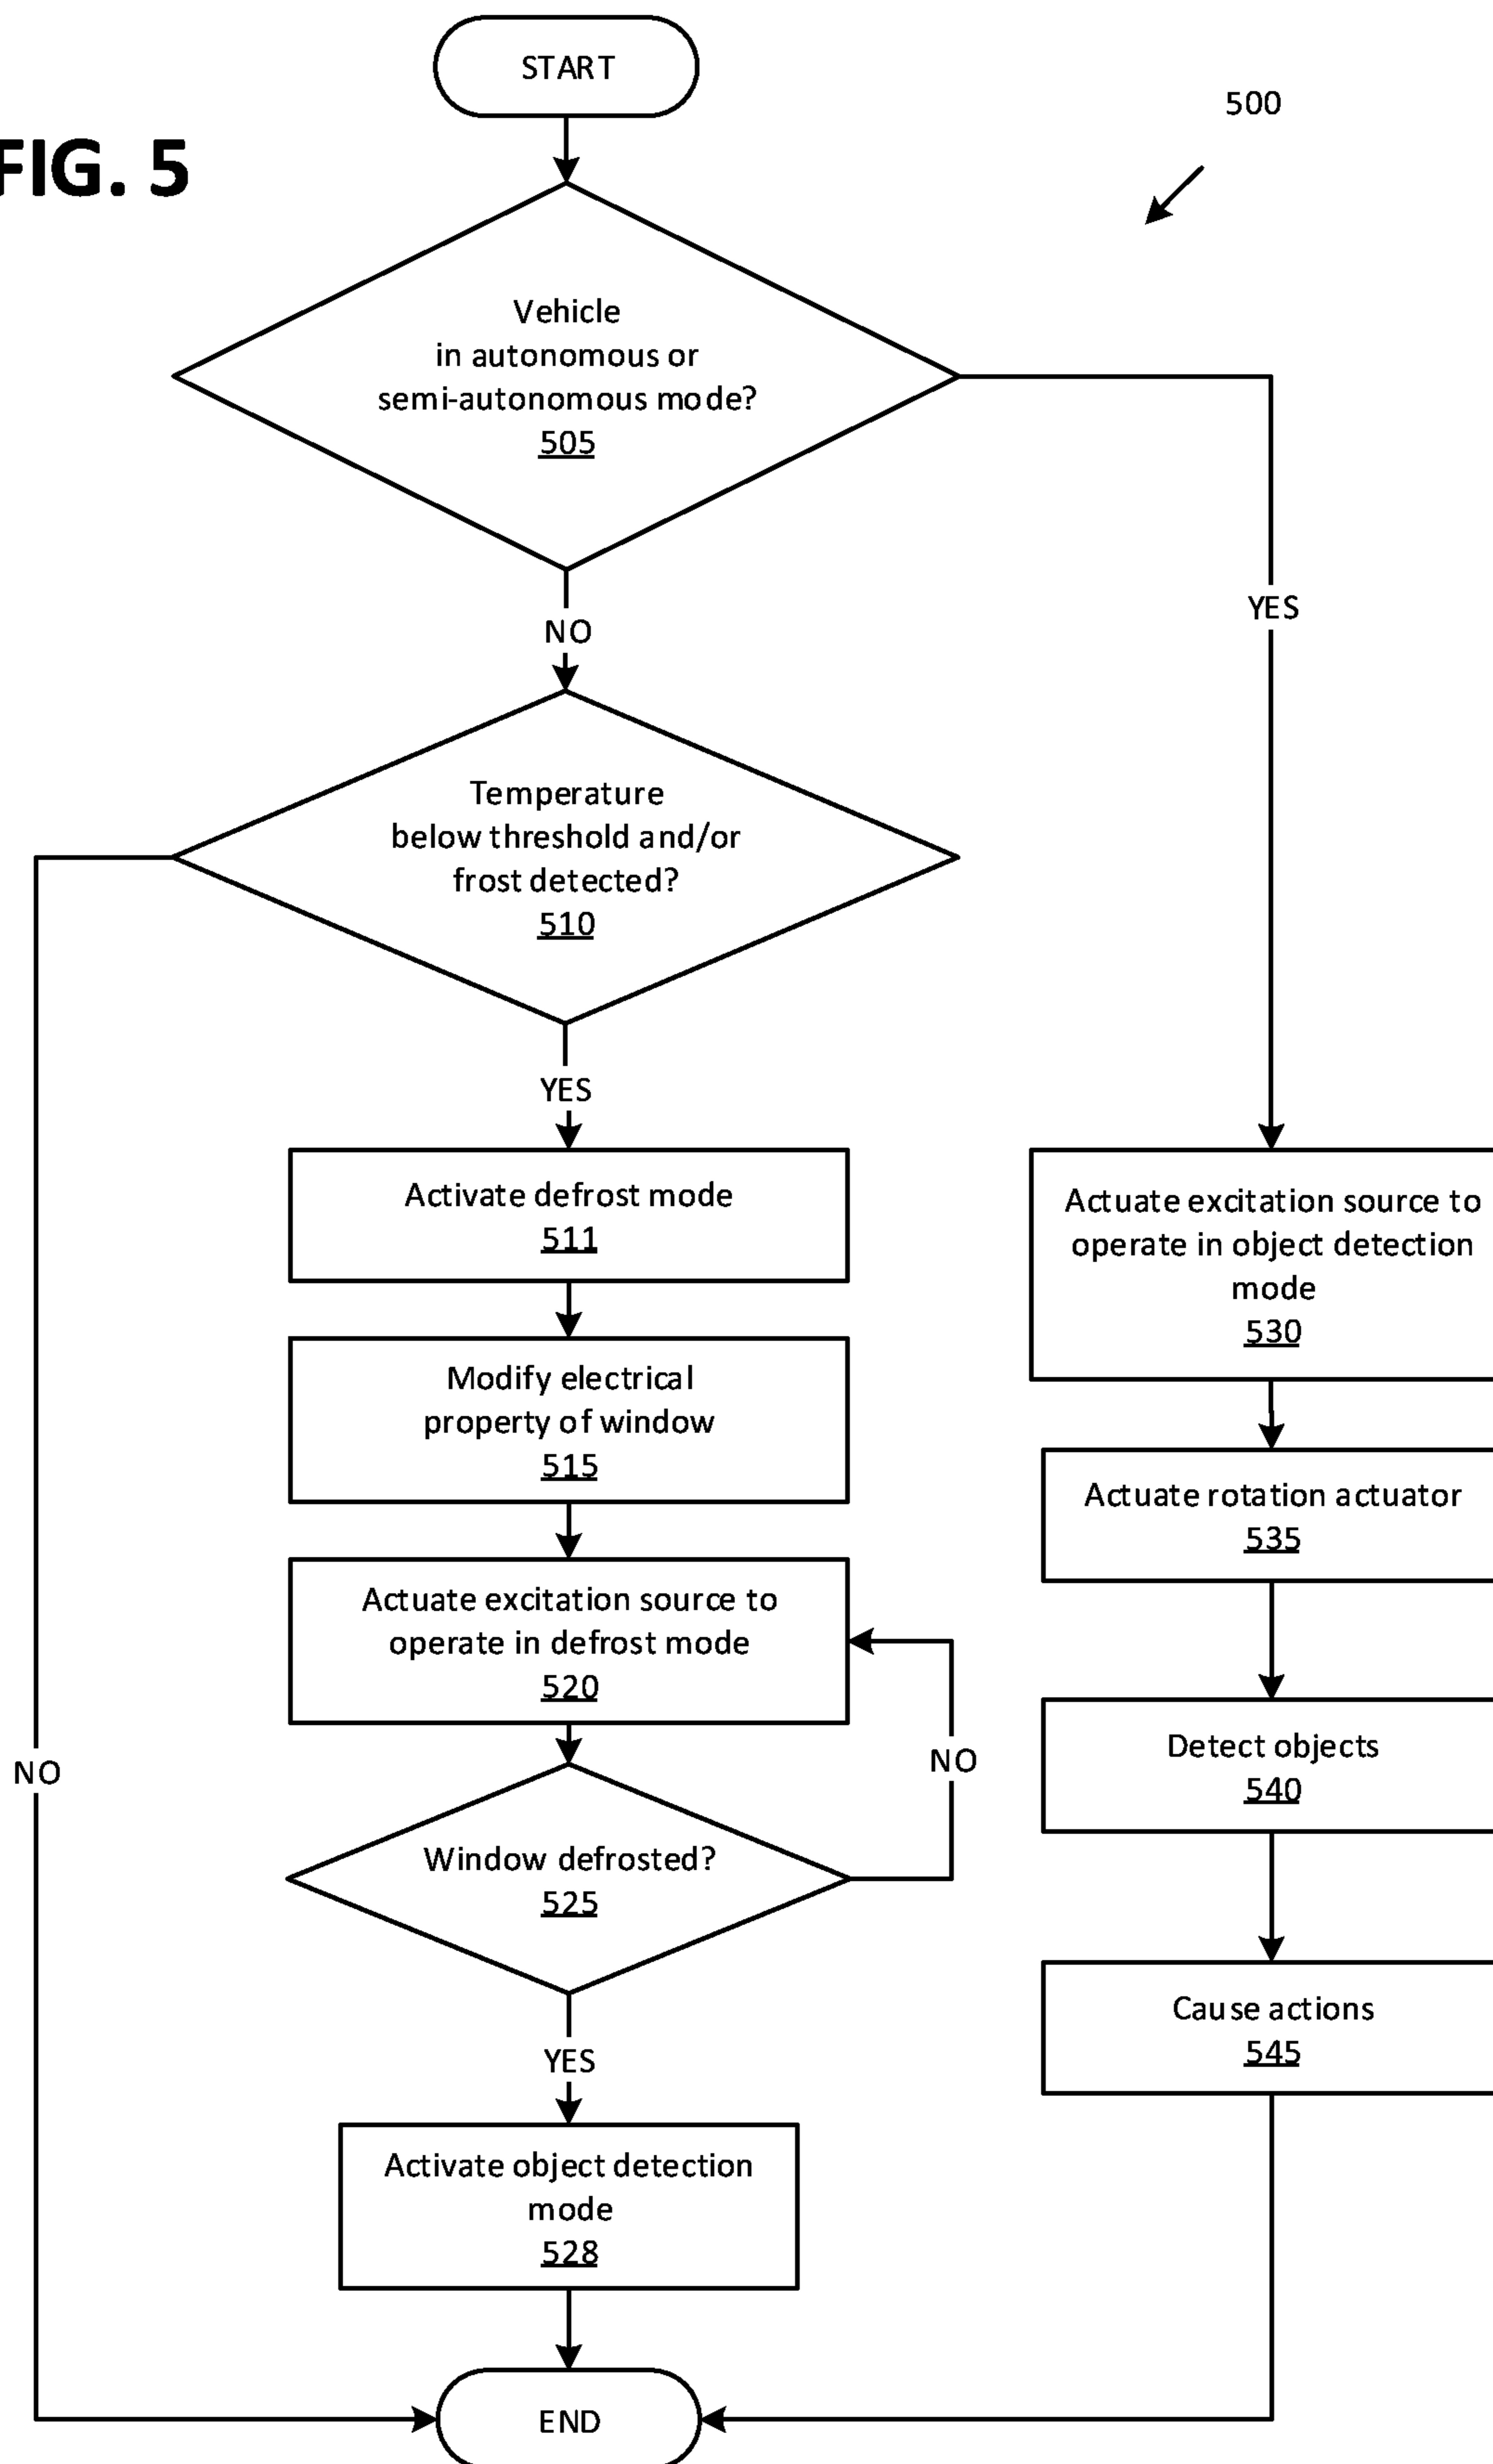 START
500
FIG. 5
Vehicle
in autonomous or
semi-autonomous mode?
505
YES
NO
Temperature
below threshold and/or
frost detected?
510
YES
Activate defrost mode
511
Actuate excitation source to
operate in object detection
mode
530
Modify electrical
property of window
515
Actuate rotation actuator
535
Actuate excitation source to
operate in defrost mode
520
Detect objects
540
NO
NO
Window defrosted?
525
Cause actions
545
YES
Activate object detection
mode
528
END